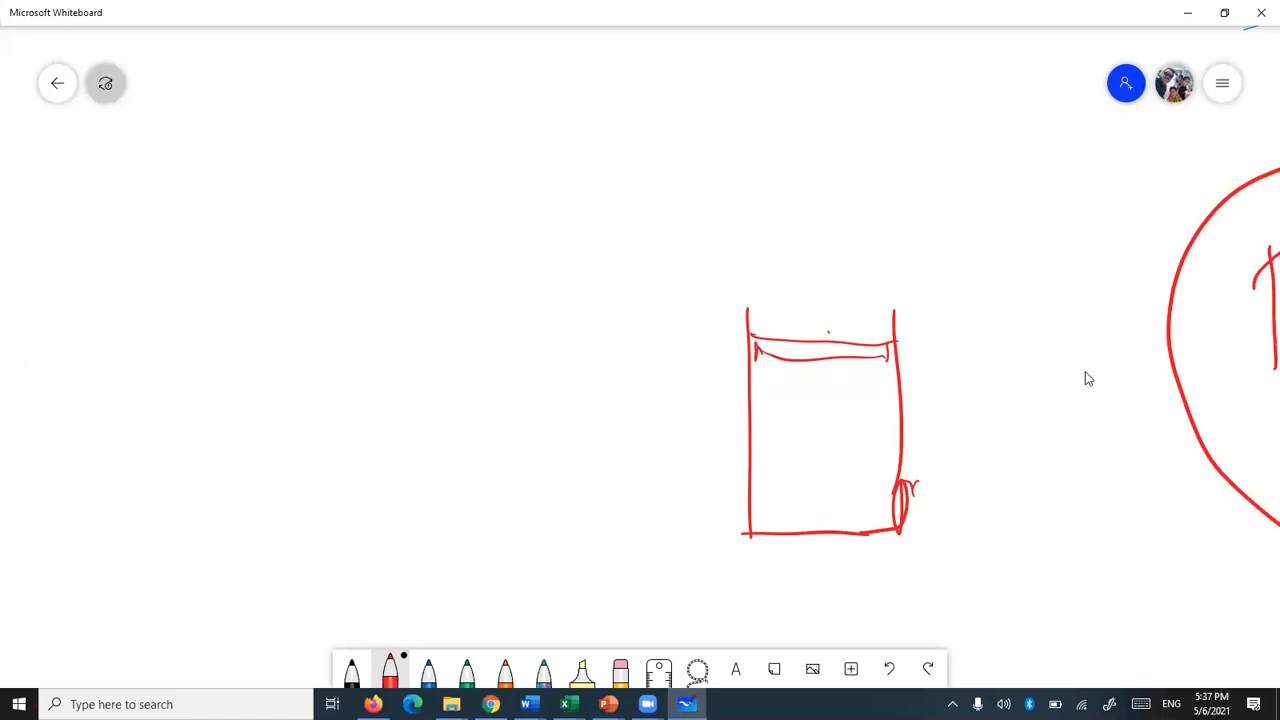 Microsoft Whiteboard
r
A
Type here to search
ENG
5:37 PM
5/6/2021